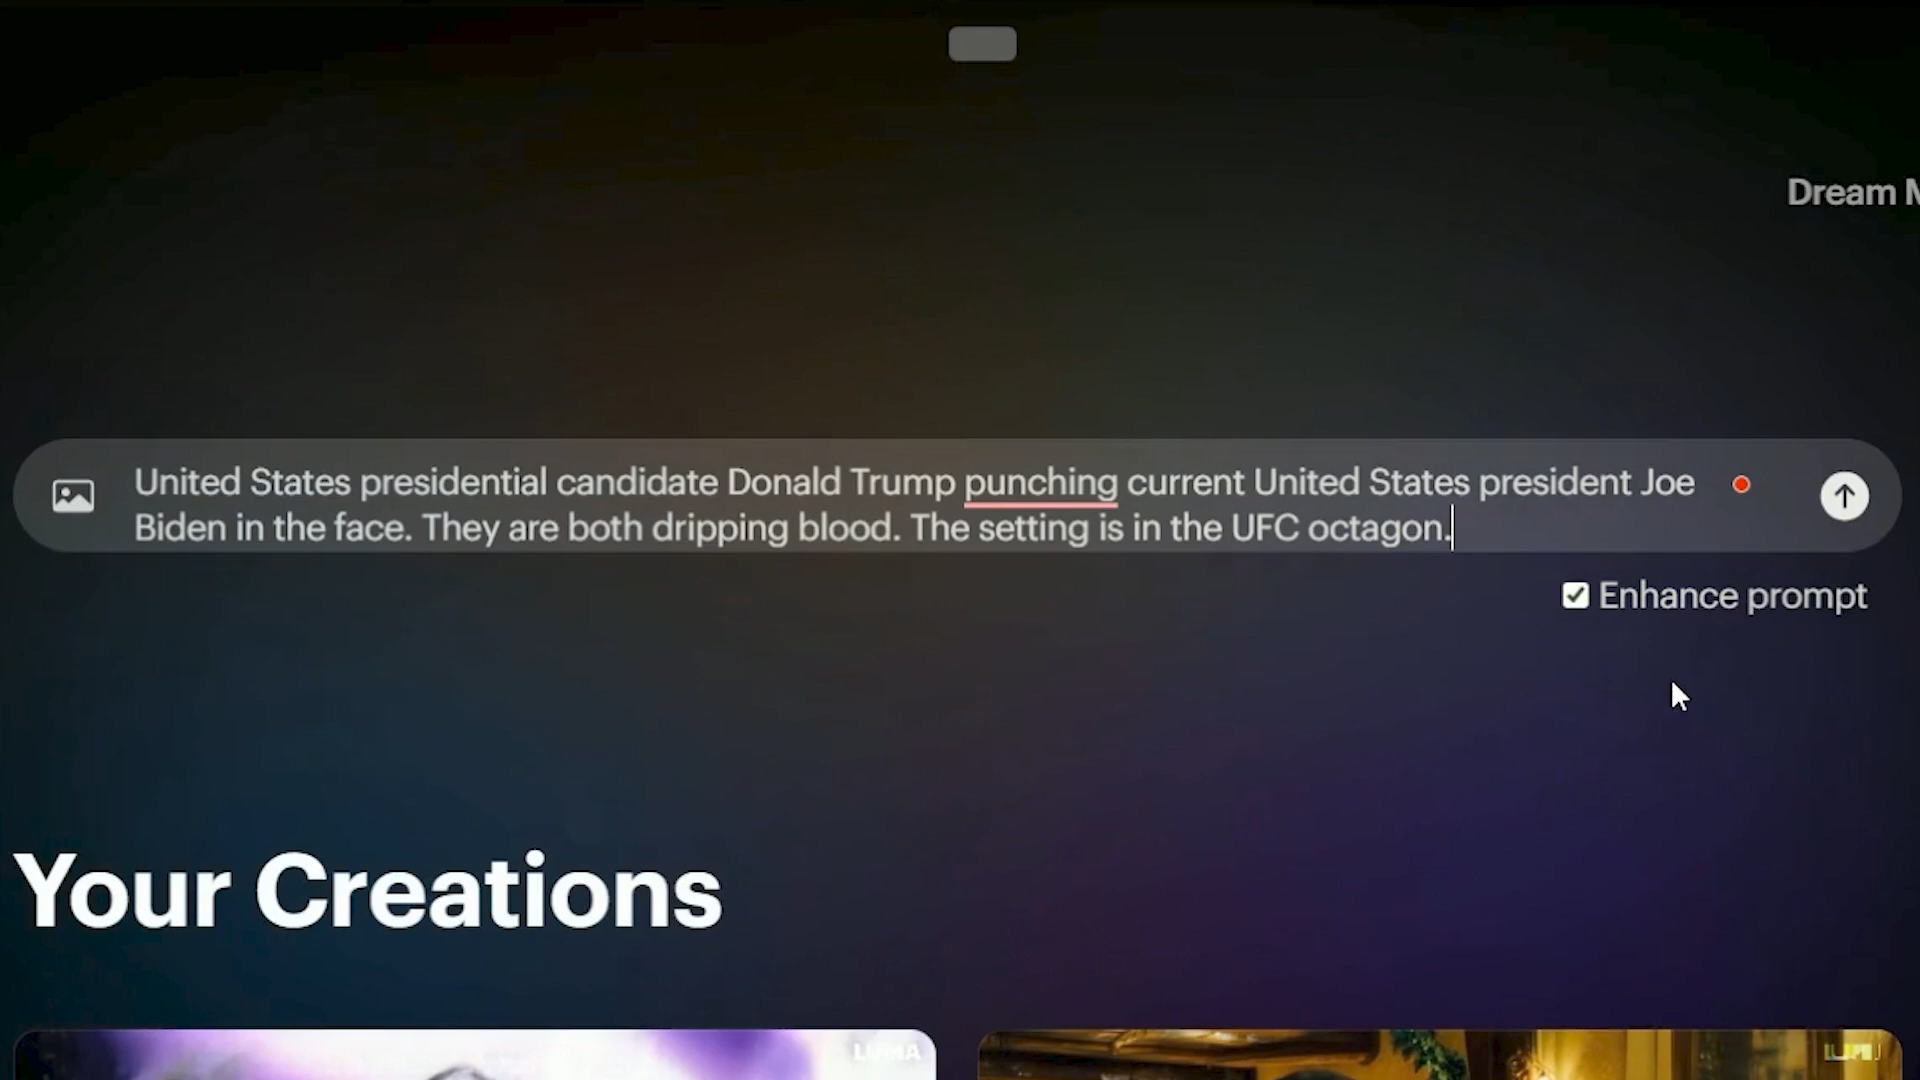 Dream M
United States presidential candidate Donald Trump punching current United States president Joe
Biden in the face. They are both dripping blood. The setting is in the UFC octagon.
Enhance prompt
Your Creations
LUMA